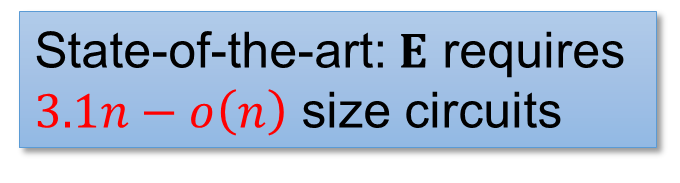 State-of-the-art: E requires
3.1n − o(n) size circuits